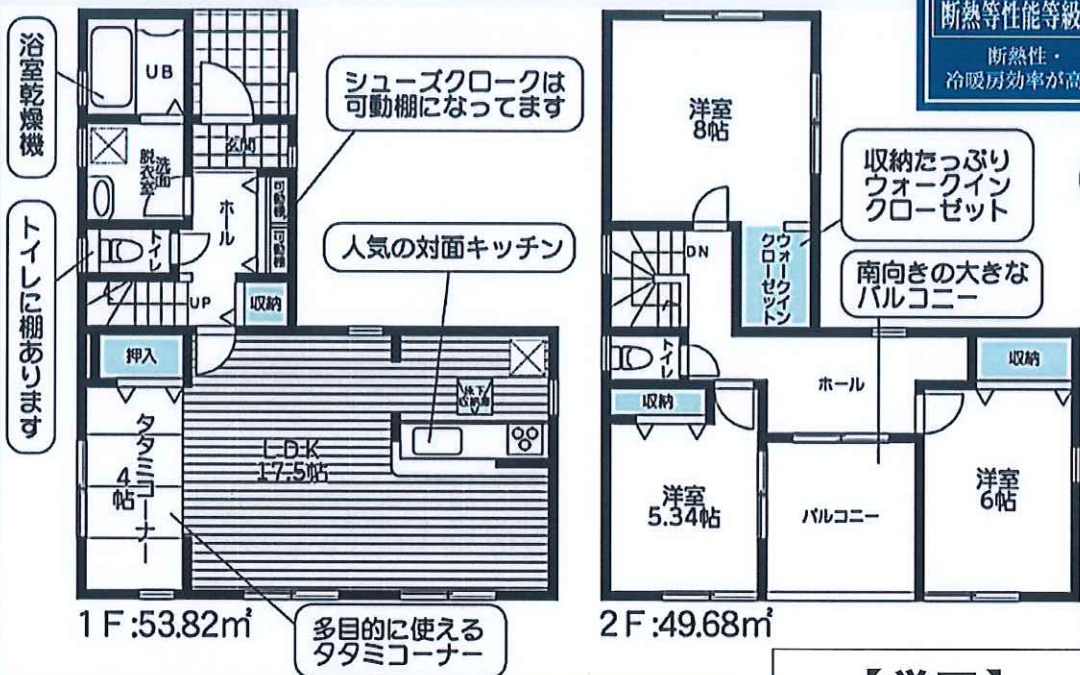 断熱等性能等級
断熱性・
冷暖房効率が高
浴室乾燥機
トイレに棚あります
UB
シューズクロークは
可動棚になってます
玄関
洗面
脱衣室
ホール
可動棚
可動棚
トイレ
UP
収納
人気の対面キッチン
押入
床下
収納庫
LDK
17.5帖
タタミコーナー
4帖
1F:53.82㎡
多目的に使える
タタミコーナー
洋室
8帖
収納たっぷり
ウォークイン
クローゼット
DN
ウォークイン
クローゼット
南向きの大きな
バルコニー
トイレ
ホール
収納
収納
洋室
5.34帖
バルコニー
洋室
6帖
2F:49.68㎡